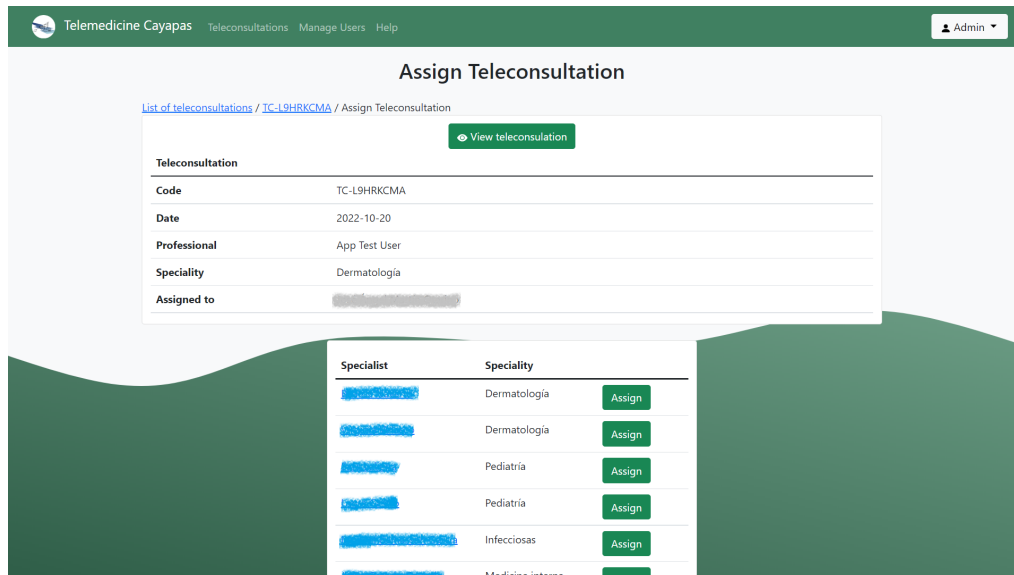 Telemedicine Cayapas Teleconsultations Manage Users Help Admin
Assign Teleconsultation
List of teleconsultations / TC-L9HRKCMA / Assign Teleconsultation
View teleconsulation
Teleconsultation
Code TC-L9HRKCMA
Date 2022-10-20
Professional App Test User
Speciality Dermatología
Assigned to
Specialist Speciality
Dermatología Assign
Dermatología Assign
Pediatría Assign
Pediatría Assign
Infecciosas Assign